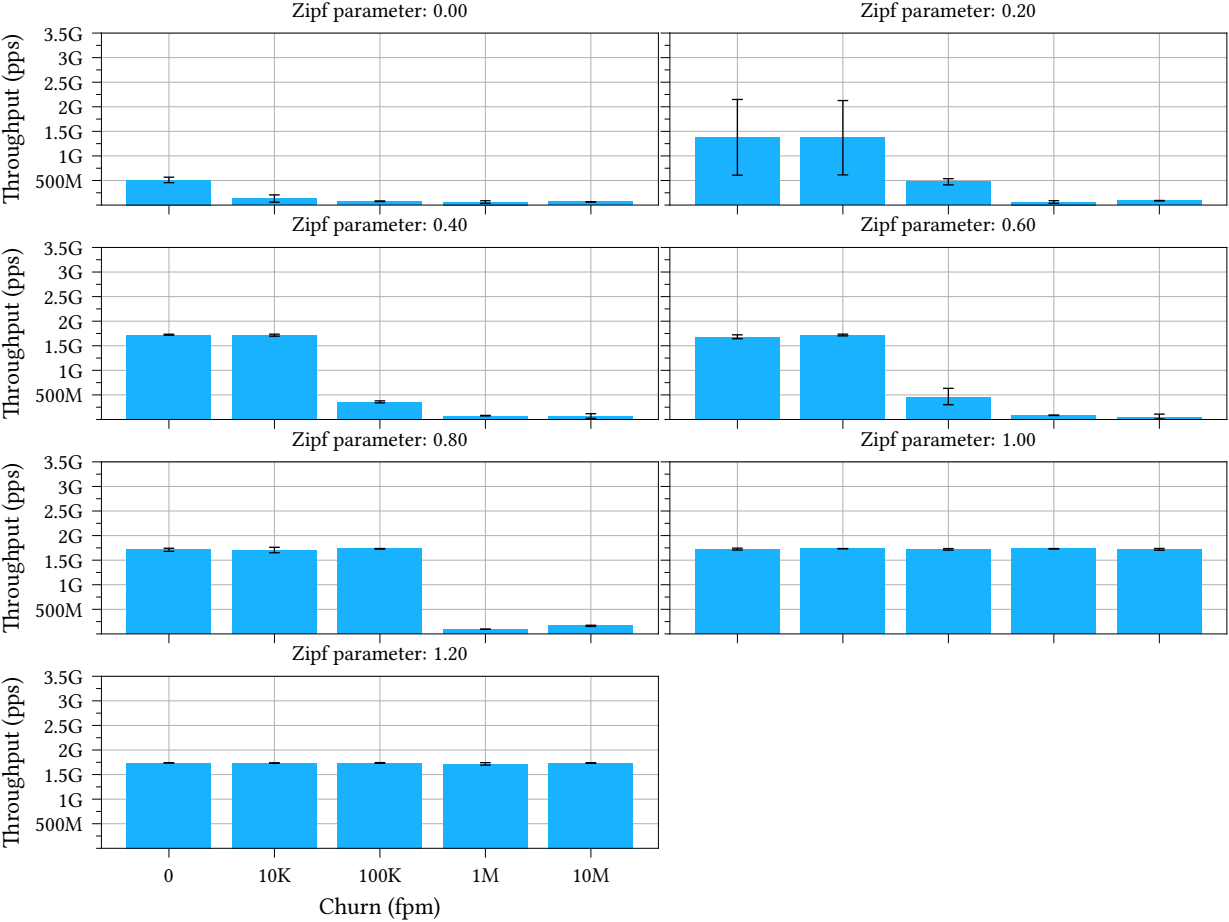 Zipf parameter: 0.00
Zipf parameter: 0.20
Throughput (pps)
3.5G
3G
2.5G
2G
1.5G
1G
500M
Zipf parameter: 0.40
Zipf parameter: 0.60
Throughput (pps)
3.5G
3G
2.5G
2G
1.5G
1G
500M
Zipf parameter: 0.80
Zipf parameter: 1.00
Throughput (pps)
3.5G
3G
2.5G
2G
1.5G
1G
500M
Zipf parameter: 1.20
Throughput (pps)
3.5G
3G
2.5G
2G
1.5G
1G
500M
0 10K 100K 1M 10M
Churn (fpm)